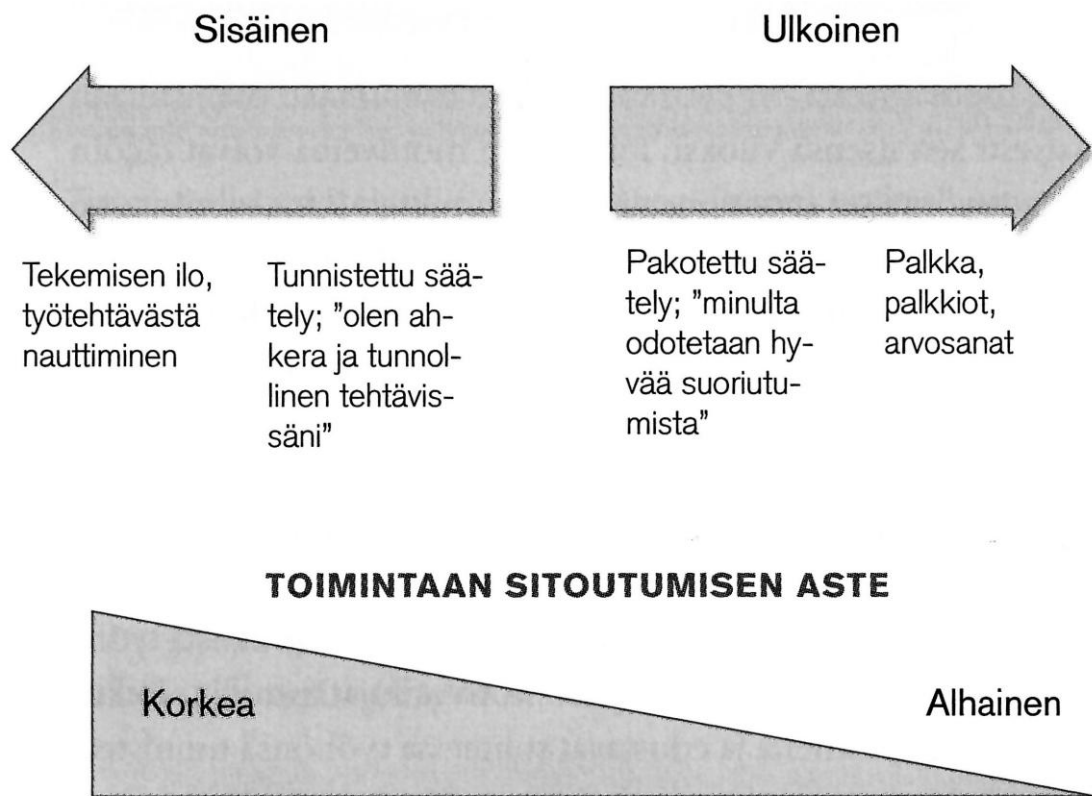 Sisäinen
Ulkoinen
Tekemisen ilo,
työtehtävästä
nauttiminen
Tunnistettu sää-
tely; ”olen ah-
kera ja tunnol-
linen tehtävis-
säni”
Pakotettu sää-
tely; ”minulta
odotetaan hy-
vää suoriutu-
mista”
Palkka,
palkkiot,
arvosanat
TOIMINTAAN SITOUTUMISEN ASTE
Korkea
Alhainen